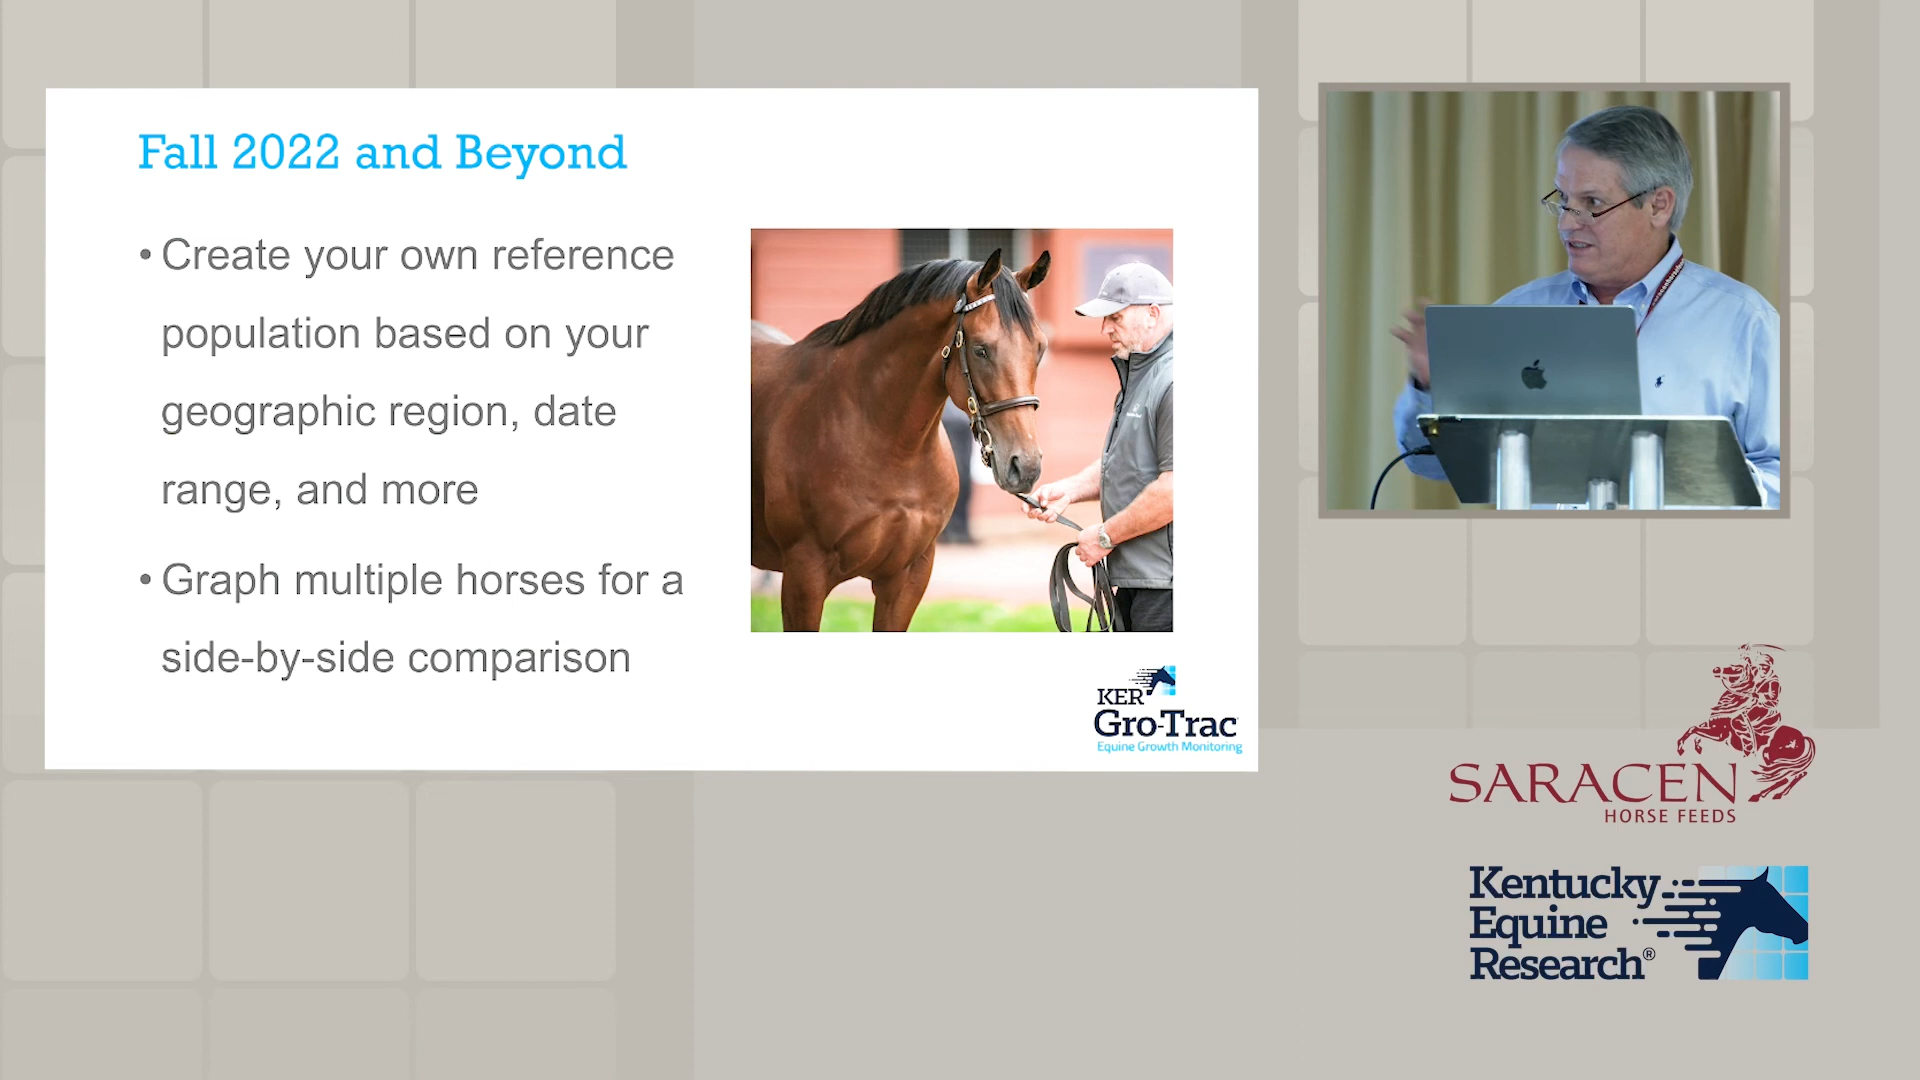 Fall 2022 and Beyond
• Create your own reference
population based on your
geographic region, date
range, and more
• Graph multiple horses for a
side-by-side comparison
KER
Gro-Trac
Equine Growth Monitoring
SARACEN
HORSE FEEDS
Kentucky
Equine
Research®